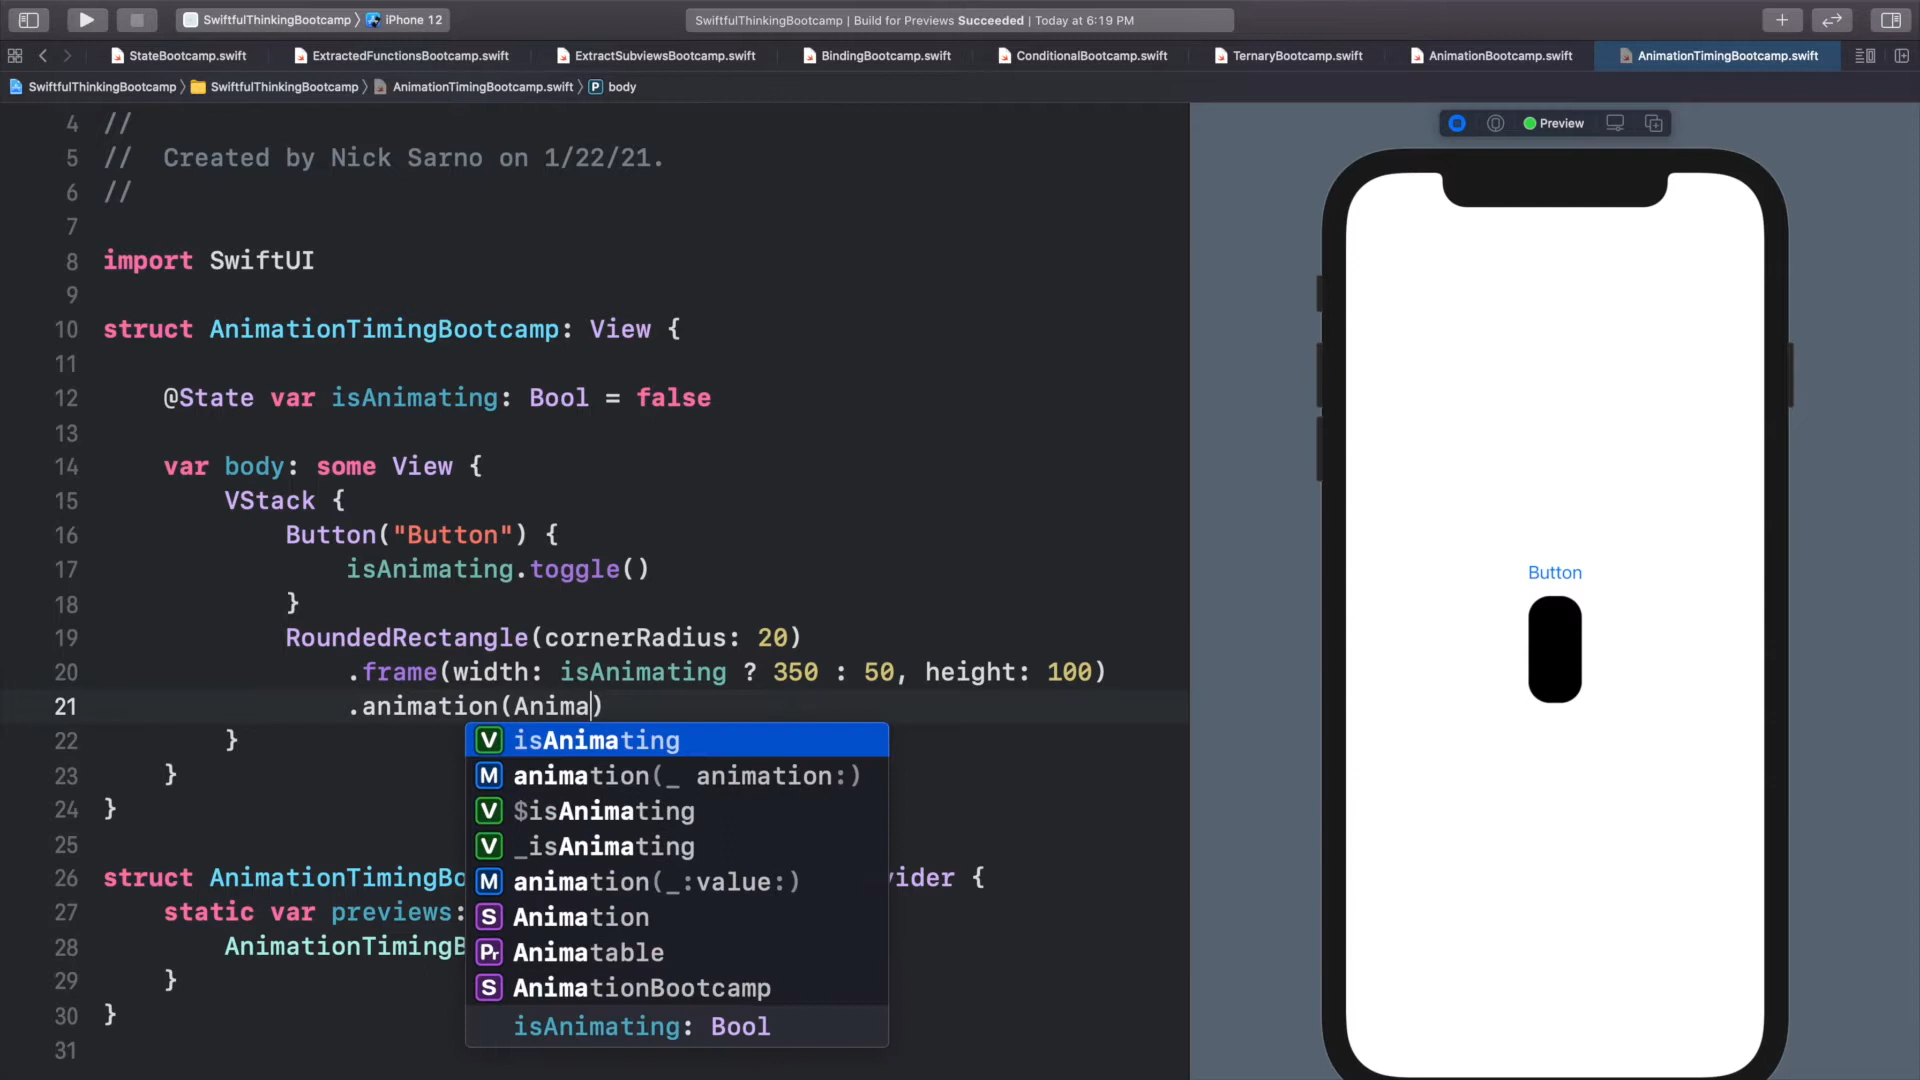 SwiftfulThinkingBootcamp 〉 iPhone 12
SwiftfulThinkingBootcamp | Build for Previews Succeeded | Today at 6:19 PM
StateBootcamp.swift
ExtractedFunctionsBootcamp.swift
ExtractSubviewsBootcamp.swift
BindingBootcamp.swift
ConditionalBootcamp.swift
TernaryBootcamp.swift
AnimationBootcamp.swift
AnimationTimingBootcamp.swift
SwiftfulThinkingBootcamp 〉 SwiftfulThinkingBootcamp 〉 AnimationTimingBootcamp.swift 〉 P body
Preview
4 //
5 //  Created by Nick Sarno on 1/22/21.
6 //
7
8 import SwiftUI
9
10 struct AnimationTimingBootcamp: View {
11
12     @State var isAnimating: Bool = false
13
14     var body: some View {
15         VStack {
16             Button("Button") {
17                 isAnimating.toggle()
18             }
19             RoundedRectangle(cornerRadius: 20)
20                 .frame(width: isAnimating ? 350 : 50, height: 100)
21                 .animation(Anima)
22         }
23     }
24 }
25
26 struct AnimationTimingBo vider {
27     static var previews:
28         AnimationTimingB
29     }
30 }
31
V isAnimating
M animation(_ animation:)
V $isAnimating
V _isAnimating
M animation(_:value:)
S Animation
Pr Animatable
S AnimationBootcamp
isAnimating: Bool
Button